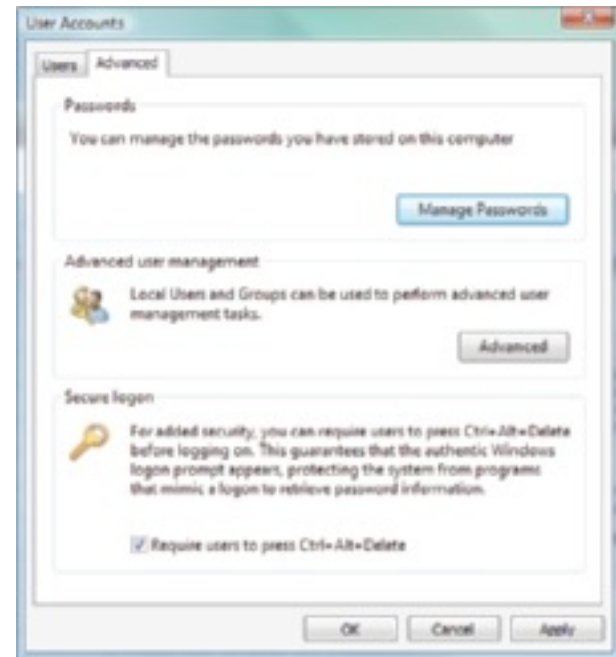 User Accounts
Users Advanced
Passwords
You can manage the passwords you have stored on this computer
Manage Passwords
Advanced user management
Local Users and Groups can be used to perform advanced user
management tasks.
Advanced
Secure logon
For added security, you can require users to press Ctrl+Alt+Delete
before logging on. This guarantees that the authentic Windows
logon prompt appears, protecting the system from programs
that mimic a logon to retrieve password information.
Require users to press Ctrl+Alt+Delete
OK Cancel Apply